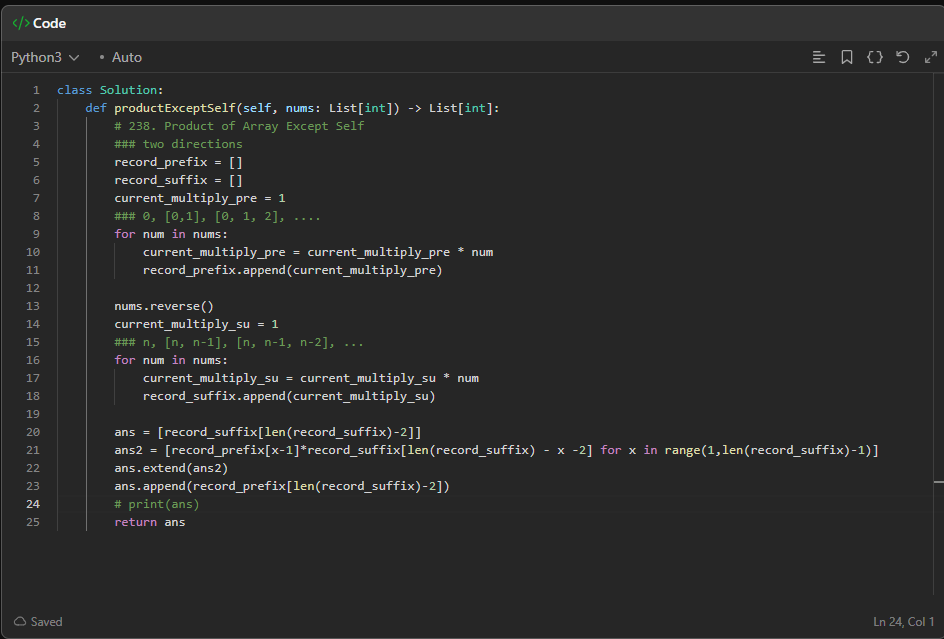 </> Code
Python3 • Auto
1 class Solution:
2     def productExceptSelf(self, nums: List[int]) -> List[int]:
3         # 238. Product of Array Except Self
4         ### two directions
5         record_prefix = []
6         record_suffix = []
7         current_multiply_pre = 1
8         ### 0, [0,1], [0, 1, 2], ....
9         for num in nums:
10             current_multiply_pre = current_multiply_pre * num
11             record_prefix.append(current_multiply_pre)
12
13         nums.reverse()
14         current_multiply_su = 1
15         ### n, [n, n-1], [n, n-1, n-2], ...
16         for num in nums:
17             current_multiply_su = current_multiply_su * num
18             record_suffix.append(current_multiply_su)
19
20         ans = [record_suffix[len(record_suffix)-2]]
21         ans2 = [record_prefix[x-1]*record_suffix[len(record_suffix) - x -2] for x in range(1,len(record_suffix)-1)]
22         ans.extend(ans2)
23         ans.append(record_prefix[len(record_suffix)-2])
24         # print(ans)
25         return ans
Saved Ln 24, Col 1